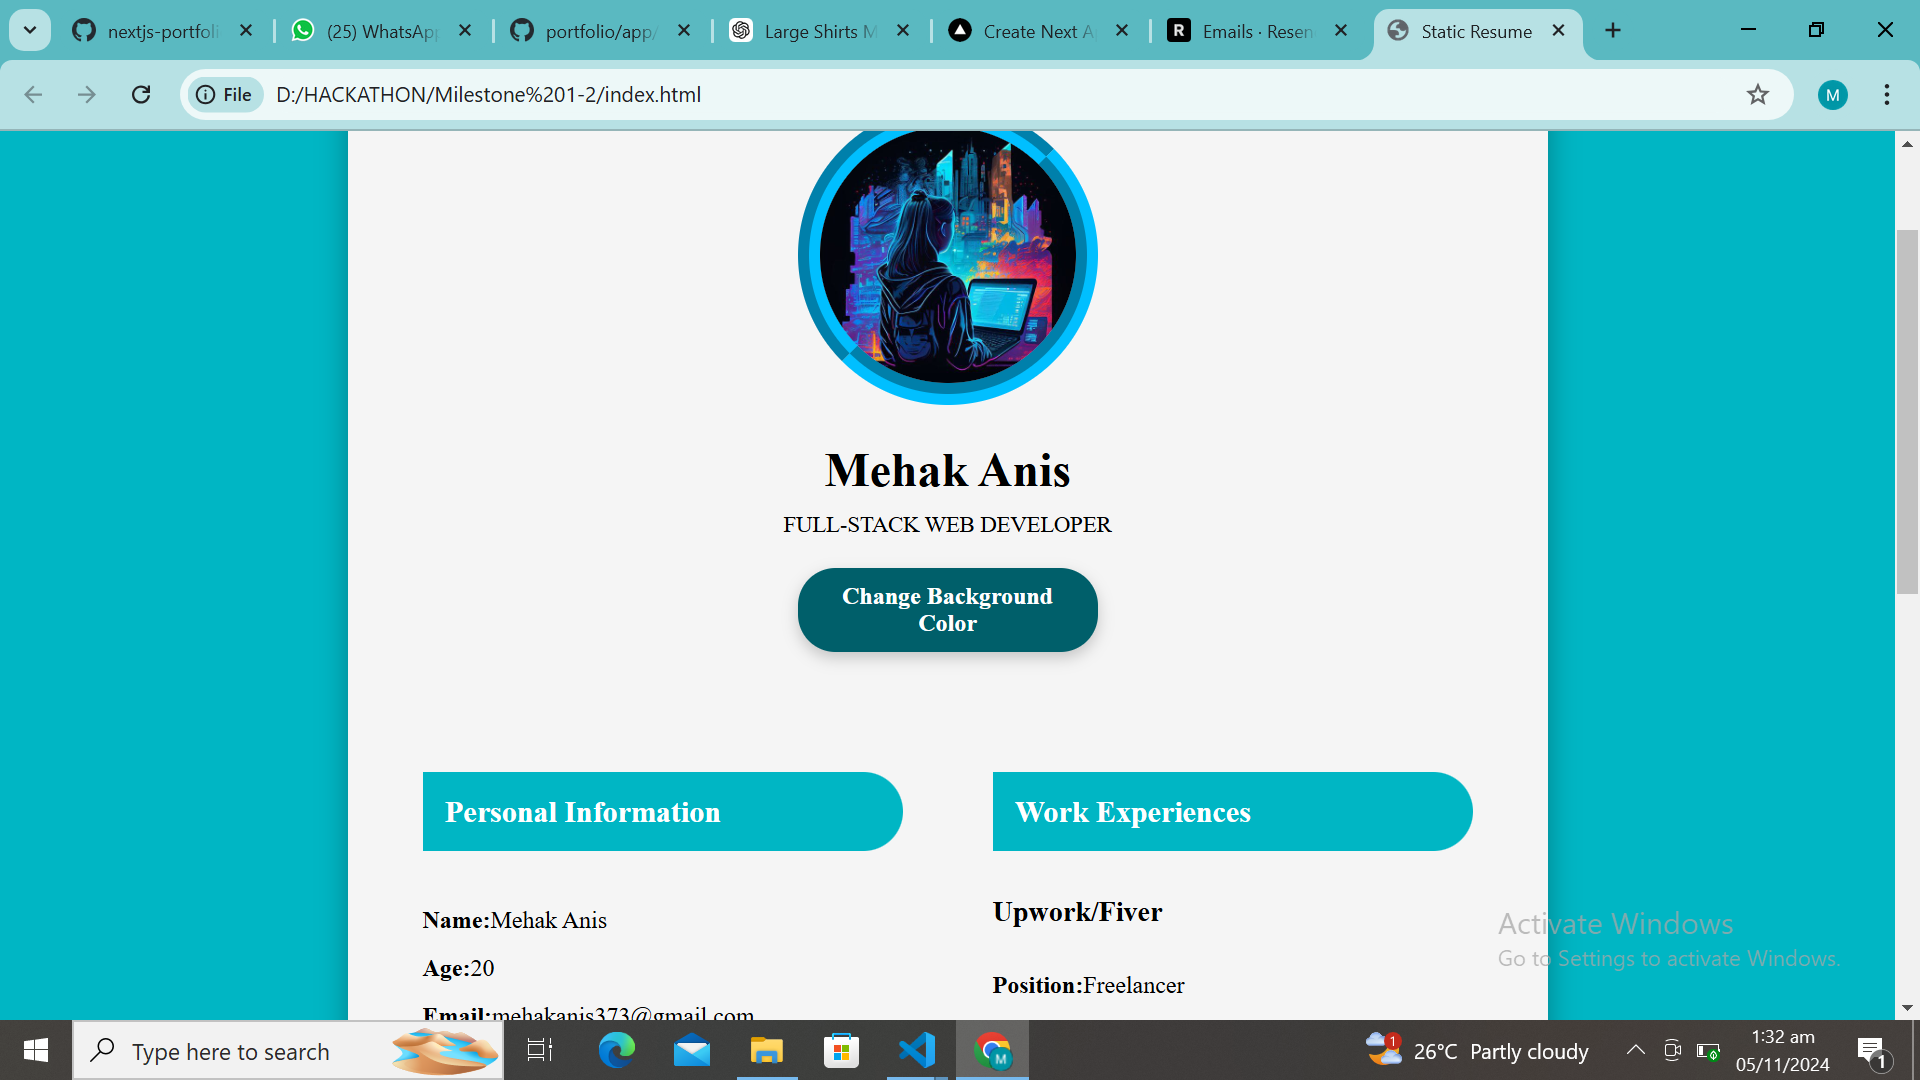 nextjs-portfoli
(25) WhatsApp
portfolio/app/
Large Shirts M
Create Next A
Emails · Resen
Static Resume
File
D:/HACKATHON/Milestone%201-2/index.html
M
Mehak Anis
FULL-STACK WEB DEVELOPER
Change Background
Color
Personal Information
Work Experiences
Name:Mehak Anis
Age:20
Email:mehakanis373@gmail.com
Upwork/Fiver
Position:Freelancer
Activate Windows
Go to Settings to activate Windows.
Type here to search
M
1
26°C Partly cloudy
1:32 am
05/11/2024
1